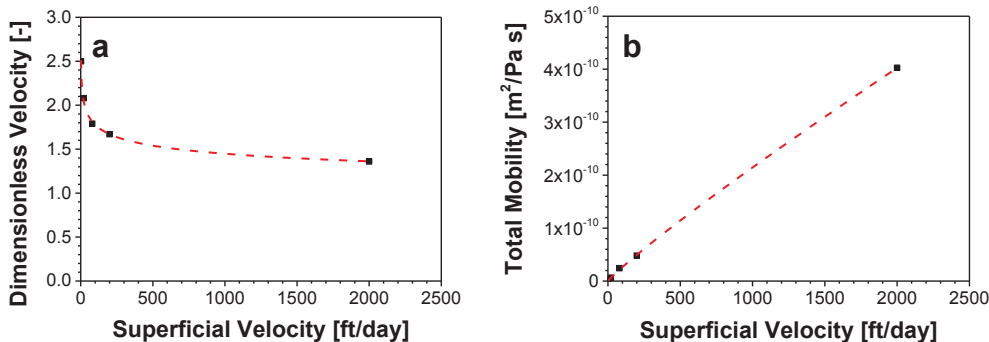 a
Dimensionless Velocity [-]
3.0
2.5
2.0
1.5
1.0
0.5
0.0
0 500 1000 1500 2000 2500
Superficial Velocity [ft/day]
b
Total Mobility [m²/Pa s]
5x10⁻¹⁰
4x10⁻¹⁰
3x10⁻¹⁰
2x10⁻¹⁰
1x10⁻¹⁰
0
0 500 1000 1500 2000 2500
Superficial Velocity [ft/day]